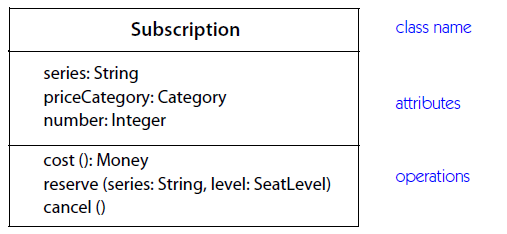 Subscription
class name
series: String
priceCategory: Category
number: Integer
attributes
cost (): Money
reserve (series: String, level: SeatLevel)
cancel ()
operations